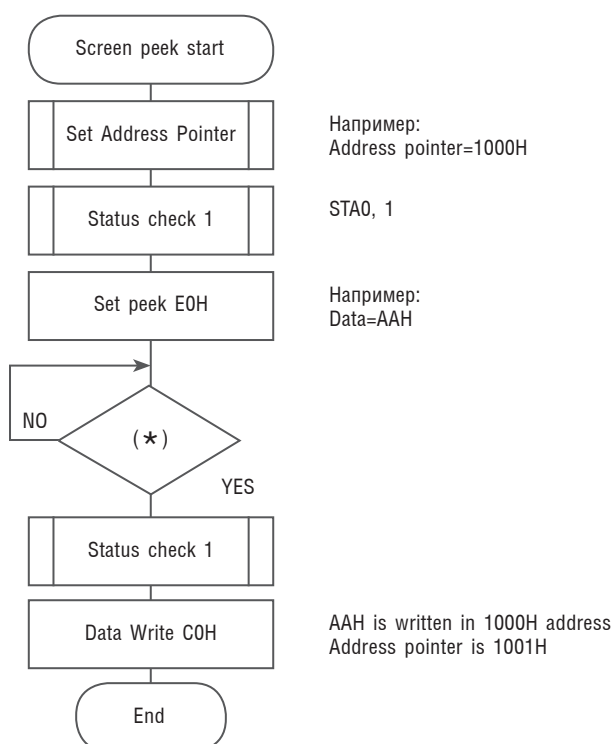 Screen peek start
Set Address Pointer
Например:
Address pointer=1000H
Status check 1
STA0, 1
Set peek E0H
Например:
Data=AAH
NO
(*)
YES
Status check 1
Data Write C0H
AAH is written in 1000H address
Address pointer is 1001H
End